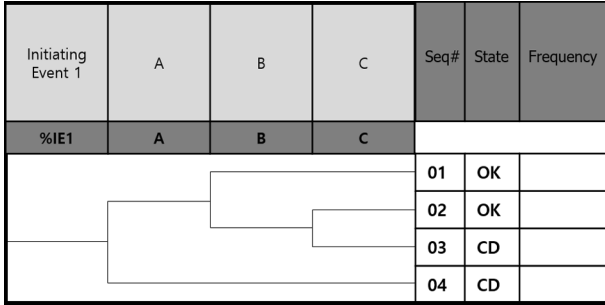 Initiating
Event 1
A
B
C
Seq#
State
Frequency
%IE1
A
B
C
01
OK
02
OK
03
CD
04
CD